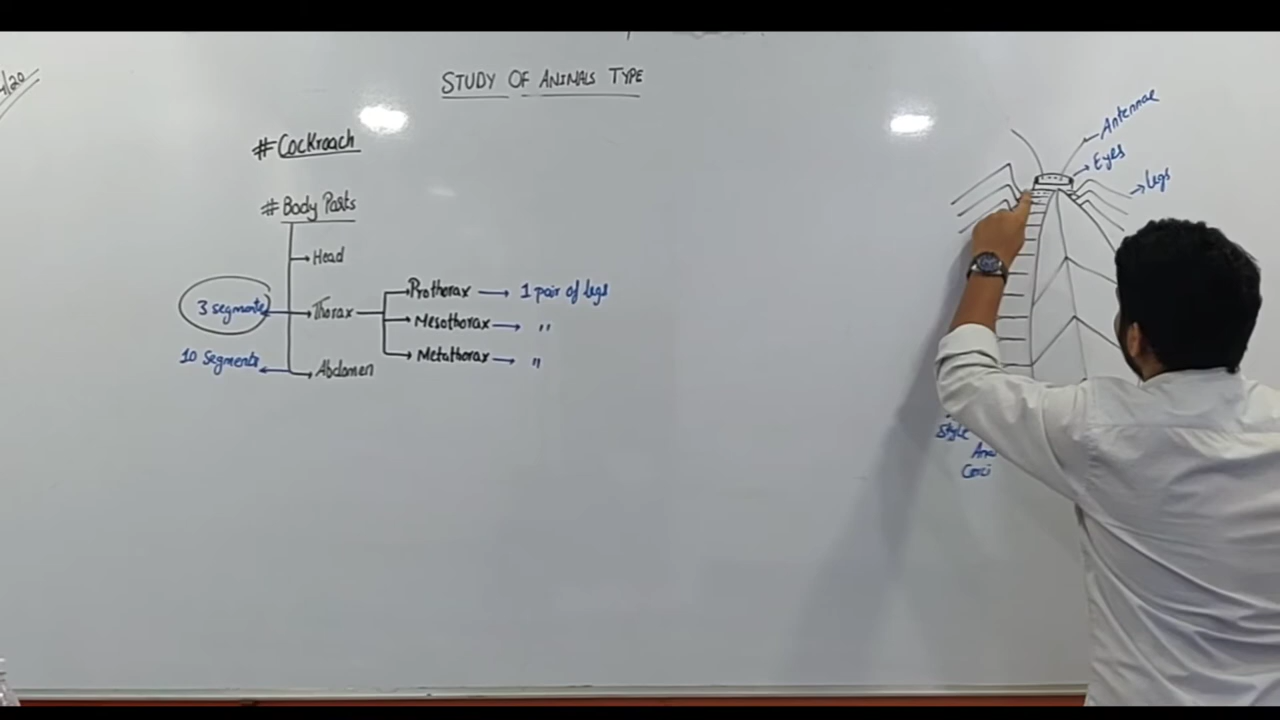 STUDY OF ANIMALS TYPE
# Cockroach
# Body Parts
Head
3 segments
Thorax
Prothorax → 1 pair of legs
Mesothorax → "
Metathorax → "
10 Segments
Abdomen
Antennae
Eyes
legs
Style
Cerci